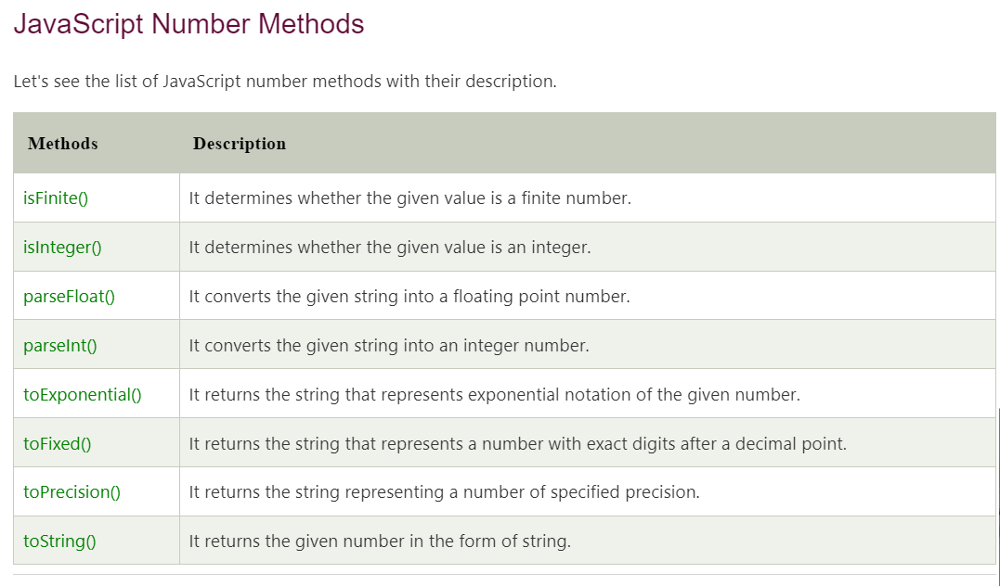 JavaScript Number Methods
Let's see the list of JavaScript number methods with their description.
Methods Description
isFinite() It determines whether the given value is a finite number.
isInteger() It determines whether the given value is an integer.
parseFloat() It converts the given string into a floating point number.
parseInt() It converts the given string into an integer number.
toExponential() It returns the string that represents exponential notation of the given number.
toFixed() It returns the string that represents a number with exact digits after a decimal point.
toPrecision() It returns the string representing a number of specified precision.
toString() It returns the given number in the form of string.